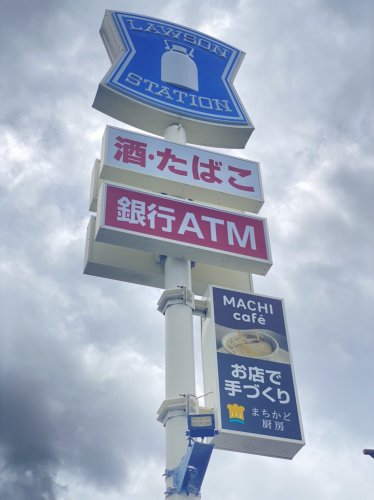 LAWSON
STATION
酒・たばこ
銀行ATM
MACHI
café
お店で
手づくり
まちかど
厨房